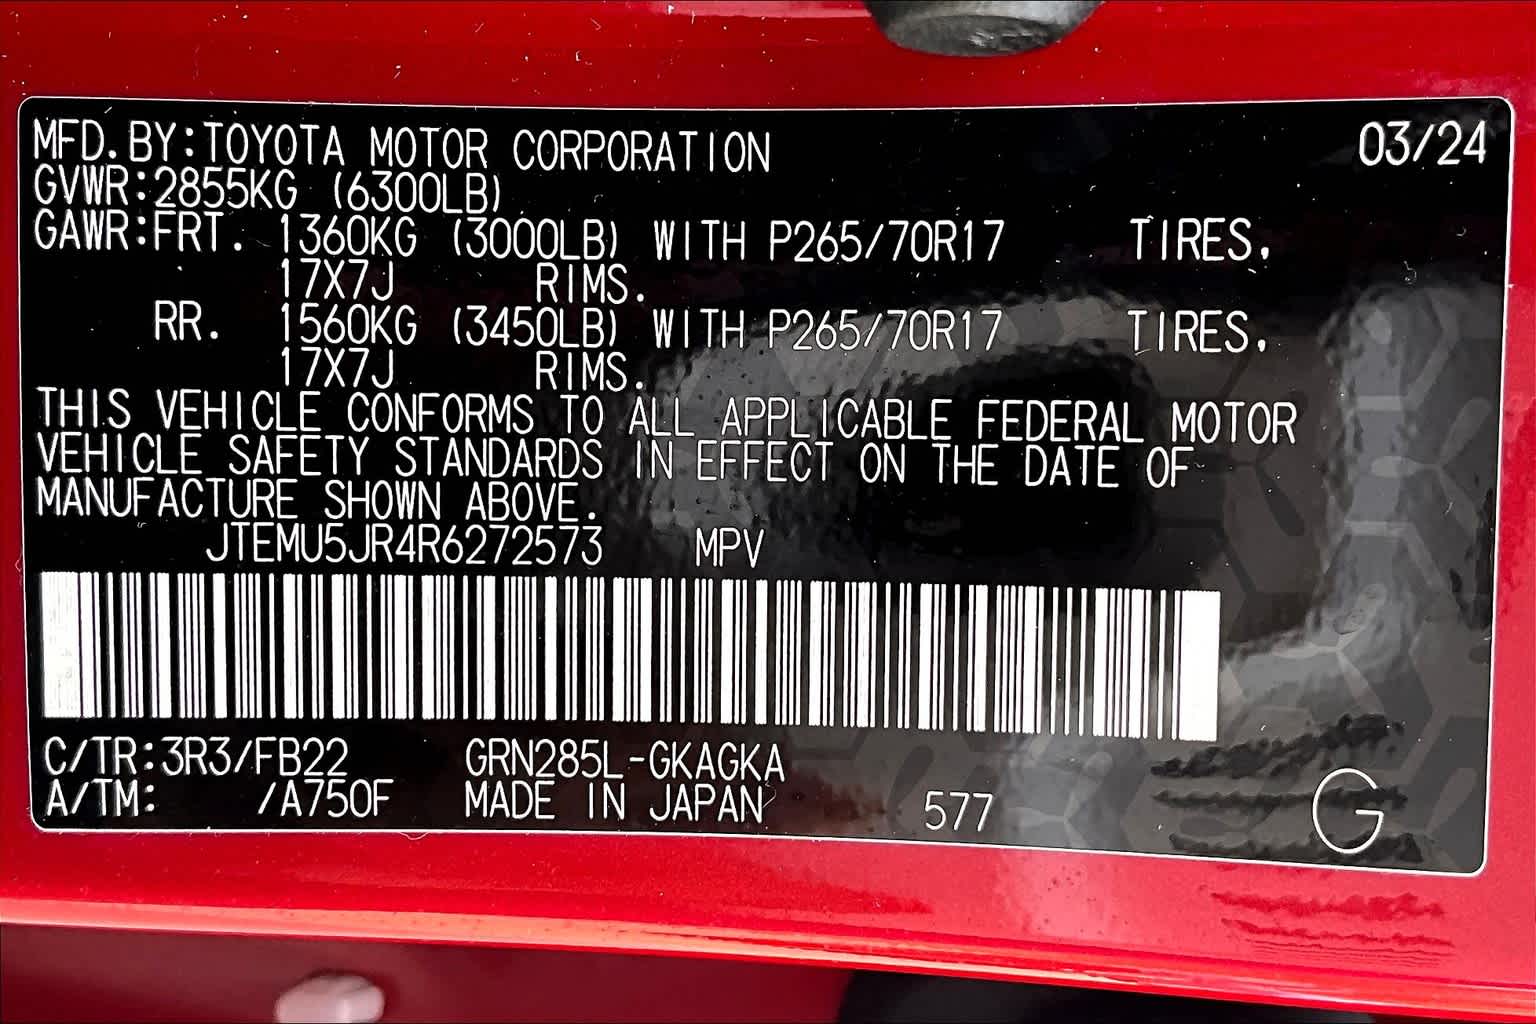 MFD.BY:TOYOTA MOTOR CORPORATION 03/24
GVWR:2855KG (6300LB)
GAWR:FRT. 1360KG (3000LB) WITH P265/70R17 TIRES.
17X7J RIMS.
RR. 1560KG (3450LB) WITH P265/70R17 TIRES.
17X7J RIMS.
THIS VEHICLE CONFORMS TO ALL APPLICABLE FEDERAL MOTOR
VEHICLE SAFETY STANDARDS IN EFFECT ON THE DATE OF
MANUFACTURE SHOWN ABOVE.
JTEMU5JR4R6272573 MPV
C/TR:3R3/FB22 GRN285L-GKAGKA
A/TM: /A750F MADE IN JAPAN 577 G